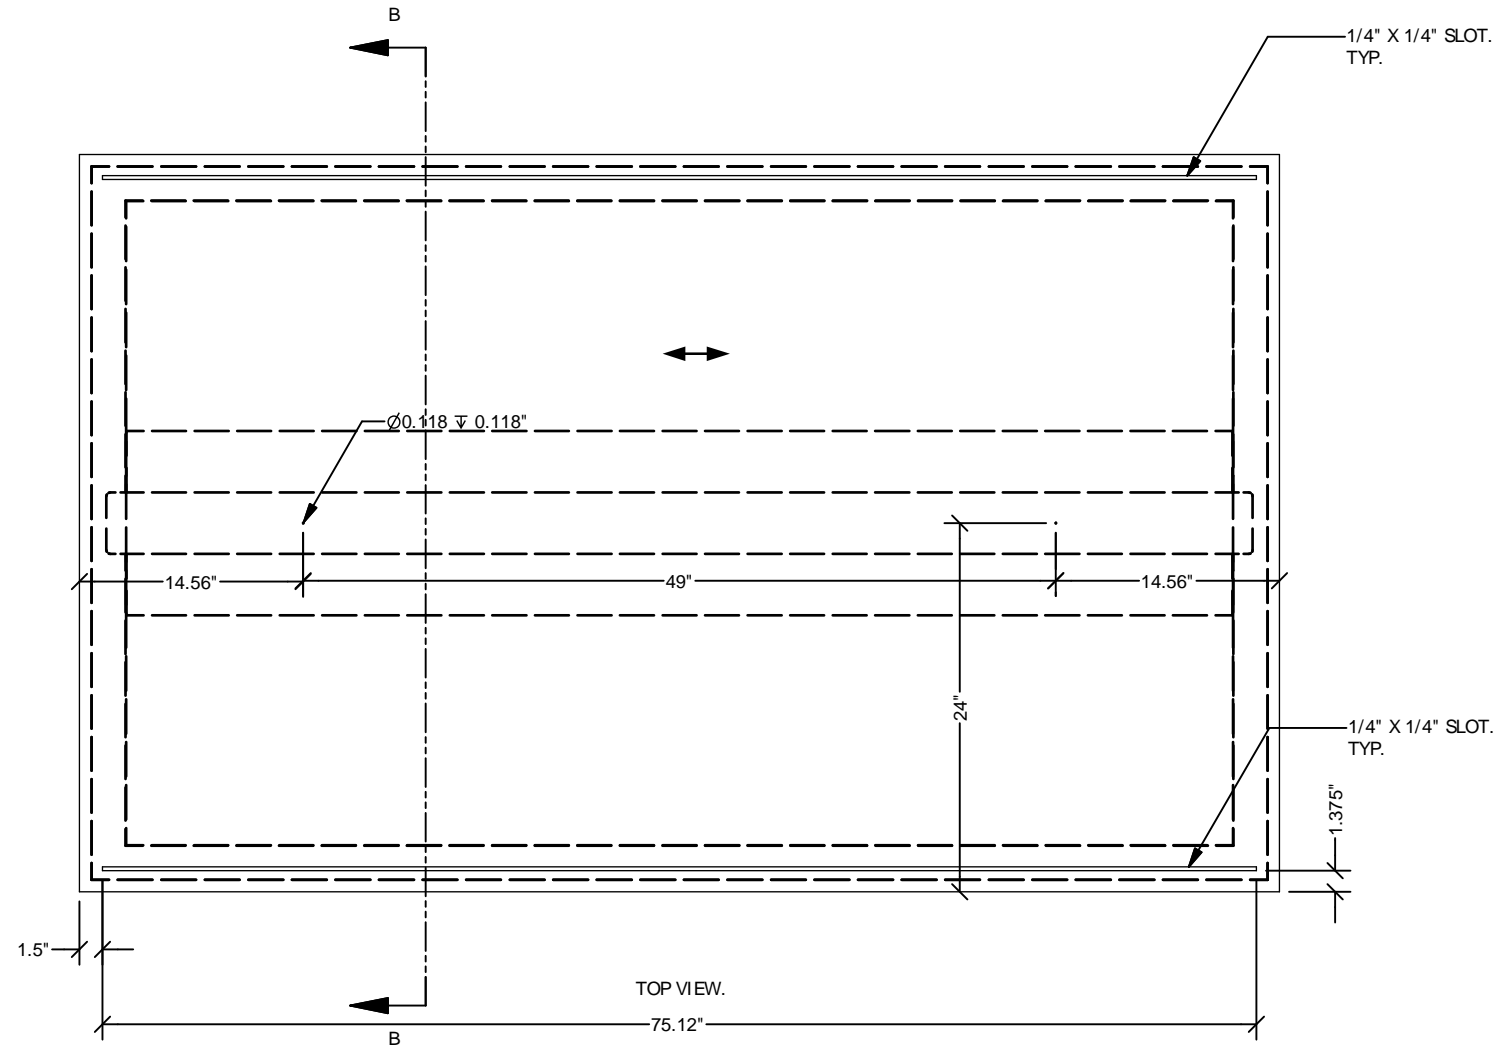 B
1/4" X 1/4" SLOT.
TYP.
Ø0.118 ↧ 0.118"
14.56"
49"
14.56"
24"
1/4" X 1/4" SLOT.
TYP.
1.375"
1.5"
TOP VIEW.
75.12"
B